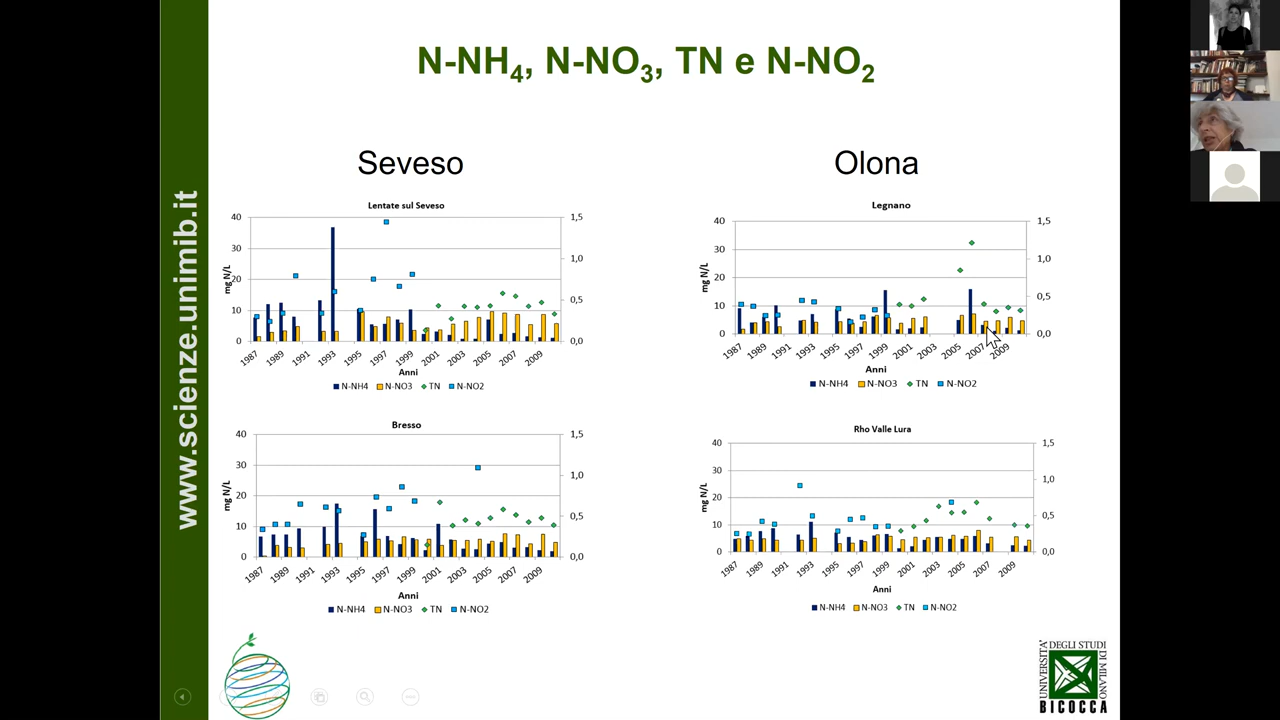 N-NH4, N-NO3, TN e N-NO2
www.scienze.unimib.it
Seveso
Lentate sul Seveso
40
30
20
10
0
mg N/L
1,5
1,0
0,5
0,0
1987 1989 1991 1993 1995 1997 1999 2001 2003 2005 2007 2009
Anni
N-NH4 N-NO3 TN N-NO2
Bresso
40
30
20
10
0
mg N/L
1,5
1,0
0,5
0,0
1987 1989 1991 1993 1995 1997 1999 2001 2003 2005 2007 2009
Anni
N-NH4 N-NO3 TN N-NO2
Olona
Legnano
40
30
20
10
0
mg N/L
1,5
1,0
0,5
0,0
1987 1989 1991 1993 1995 1997 1999 2001 2003 2005 2007 2009
Anni
N-NH4 N-NO3 TN N-NO2
Rho Valle Lura
40
30
20
10
0
mg N/L
1,5
1,0
0,5
0,0
1987 1989 1991 1993 1995 1997 1999 2001 2003 2005 2007 2009
Anni
N-NH4 N-NO3 TN N-NO2
UNIVERSITA'
DEGLI STUDI
DI MILANO
BICOCCA